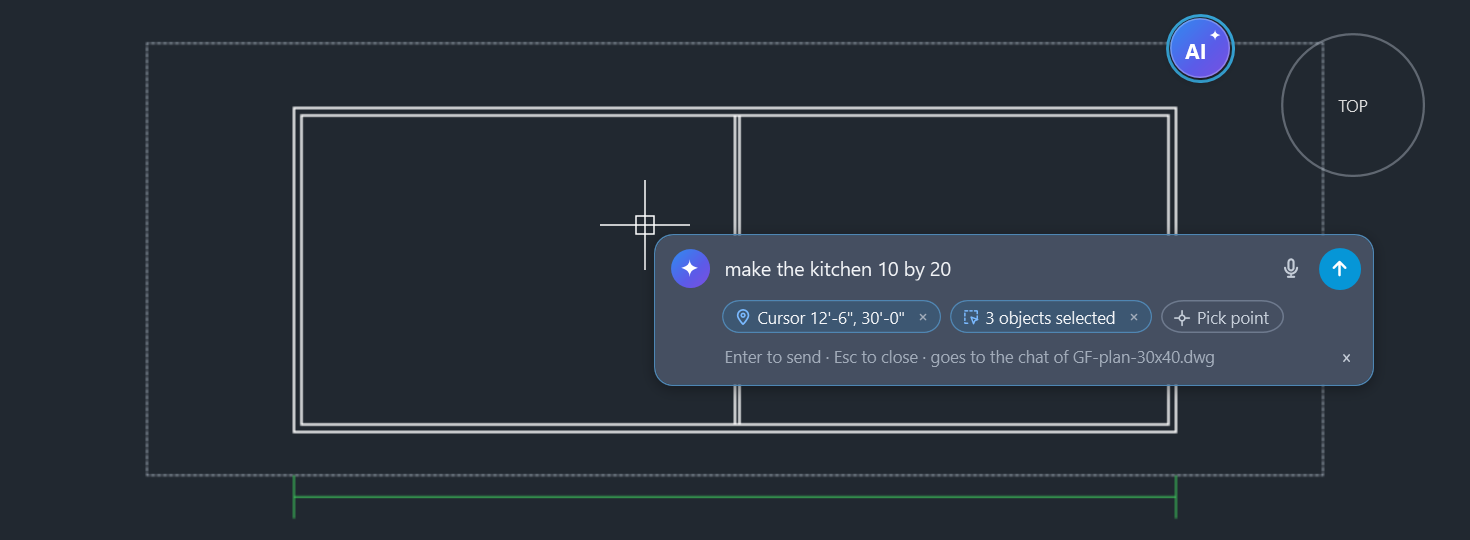 AI
TOP
make the kitchen 10 by 20
Cursor 12'-6", 30'-0" × 3 objects selected × Pick point
Enter to send · Esc to close · goes to the chat of GF-plan-30x40.dwg ×